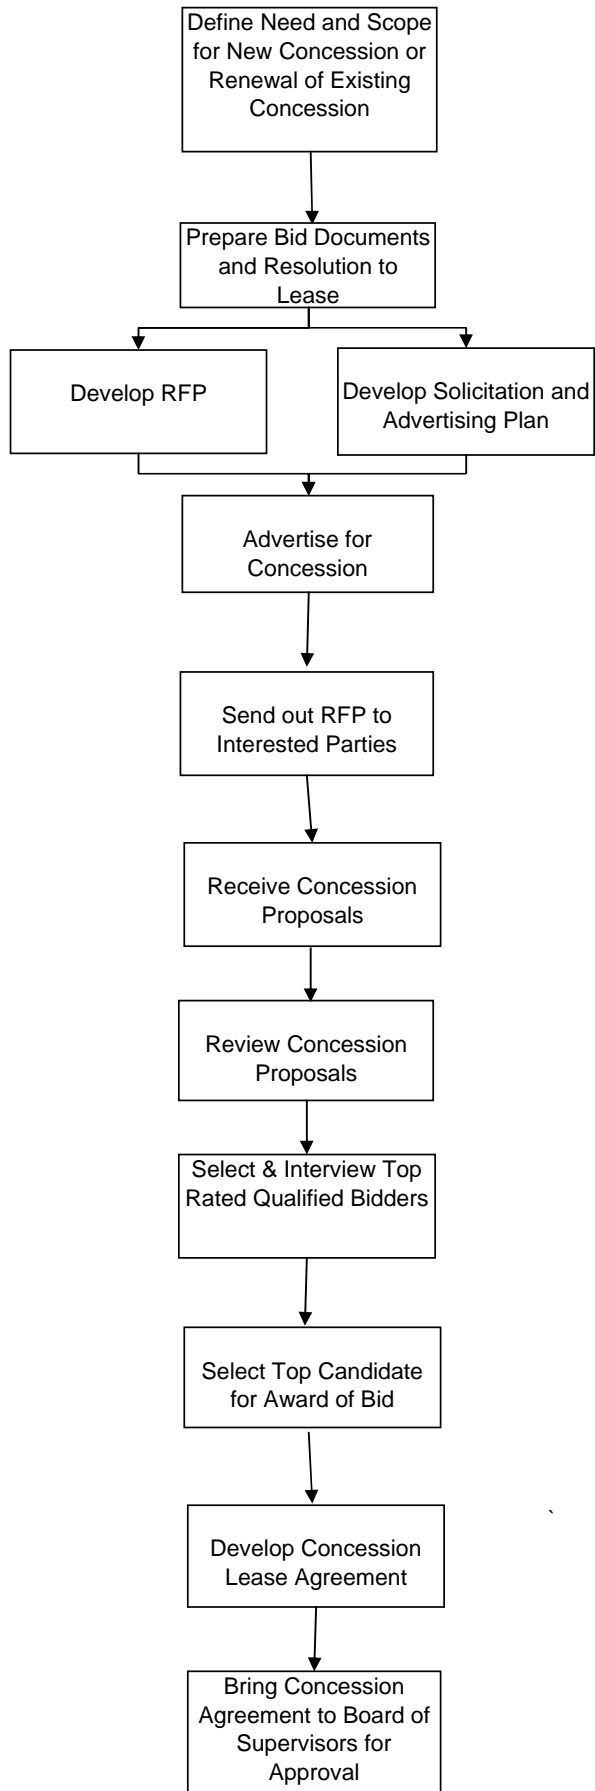 Define Need and Scope
for New Concession or
Renewal of Existing
Concession
Prepare Bid Documents
and Resolution to
Lease
Develop RFP
Develop Solicitation and
Advertising Plan
Advertise for
Concession
Send out RFP to
Interested Parties
Receive Concession
Proposals
Review Concession
Proposals
Select & Interview Top
Rated Qualified Bidders
Select Top Candidate
for Award of Bid
`
Develop Concession
Lease Agreement
Bring Concession
Agreement to Board of
Supervisors for
Approval